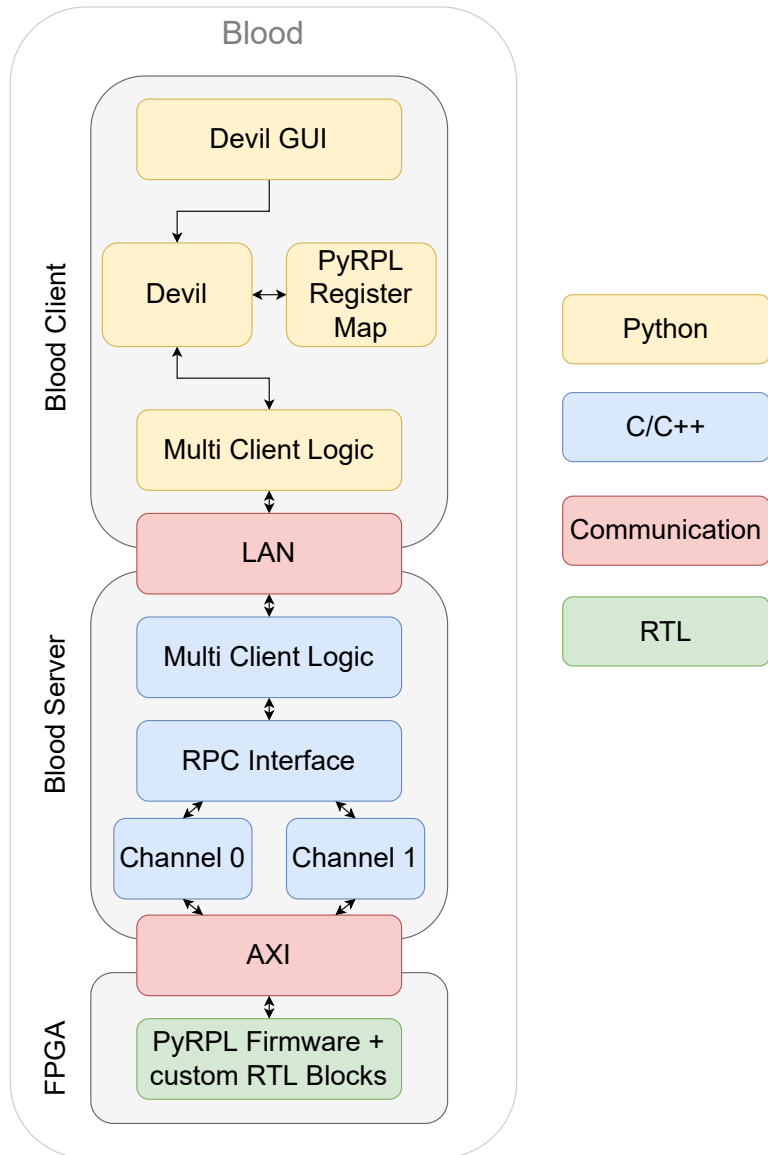 Blood
Blood Client
Devil GUI
Devil
PyRPL
Register
Map
Multi Client Logic
LAN
Blood Server
Multi Client Logic
RPC Interface
Channel 0
Channel 1
AXI
FPGA
PyRPL Firmware +
custom RTL Blocks
Python
C/C++
Communication
RTL